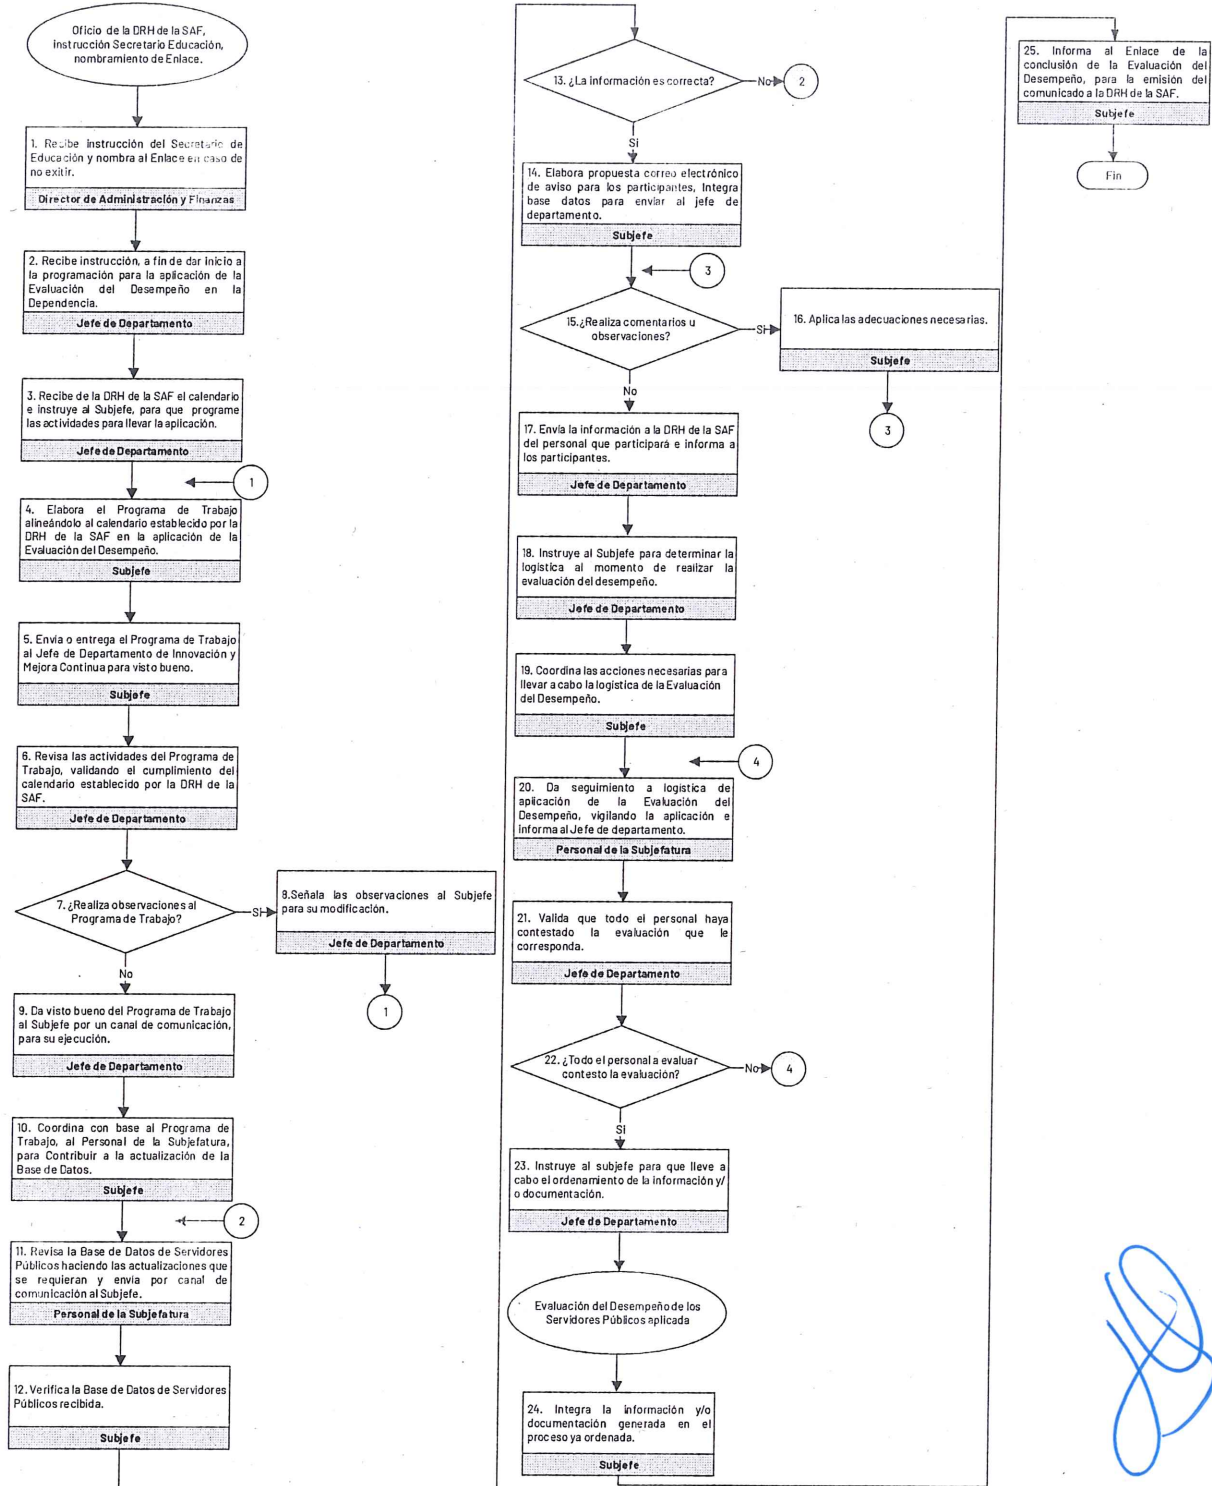 Oficio de la DRH de la SAF,
instrucción Secretario Educación,
nombramiento de Enlace.
1. Recibe instrucción del Secretario de
Educación y nombra al Enlace en caso de
no exitir.
Director de Administración y Finanzas
2. Recibe instrucción, a fin de dar inicio a
la programación para la aplicación de la
Evaluación del Desempeño en la
Dependencia.
Jefe de Departamento
3. Recibe de la DRH de la SAF el calendario
e instruye al Subjefe, para que programe
las actividades para llevar la aplicación.
Jefe de Departamento
1
4. Elabora el Programa de Trabajo
alineándolo al calendario establecido por la
DRH de la SAF en la aplicación de la
Evaluación del Desempeño.
Subjefe
5. Envía o entrega el Programa de Trabajo
al Jefe de Departamento de Innovación y
Mejora Continua para visto bueno.
Subjefe
6. Revisa las actividades del Programa de
Trabajo, validando el cumplimiento del
calendario establecido por la DRH de la
SAF.
Jefe de Departamento
7. ¿Realiza observaciones al
Programa de Trabajo?
Si
8.Señala las observaciones al Subjefe
para su modificación.
Jefe de Departamento
1
No
9. Da visto bueno del Programa de Trabajo
al Subjefe por un canal de comunicación,
para su ejecución.
Jefe de Departamento
10. Coordina con base al Programa de
Trabajo, al Personal de la Subjefatura,
para Contribuir a la actualización de la
Base de Datos.
Subjefe
2
11. Revisa la Base de Datos de Servidores
Públicos haciendo las actualizaciones que
se requieran y envía por canal de
comunicación al Subjefe.
Personal de la Subjefatura
12. Verifica la Base de Datos de Servidores
Públicos recibida.
Subjefe
13. ¿La información es correcta?
No
2
Si
14. Elabora propuesta correo electrónico
de aviso para los participantes, Integra
base datos para enviar al jefe de
departamento.
Subjefe
3
15.¿Realiza comentarios u
observaciones?
Si
16. Aplica las adecuaciones necesarias.
Subjefe
3
No
17. Envía la información a la DRH de la SAF
del personal que participará e informa a
los participantes.
Jefe de Departamento
18. Instruye al Subjefe para determinar la
logística al momento de realizar la
evaluación del desempeño.
Jefe de Departamento
19. Coordina las acciones necesarias para
llevar a cabo la logística de la Evaluación
del Desempeño.
Subjefe
4
20. Da seguimiento a logística de
aplicación de la Evaluación del
Desempeño, vigilando la aplicación e
informa al Jefe de departamento.
Personal de la Subjefatura
21. Valida que todo el personal haya
contestado la evaluación que le
corresponda.
Jefe de Departamento
22. ¿Todo el personal a evaluar
contesto la evaluación?
No
4
Si
23. Instruye al subjefe para que lleve a
cabo el ordenamiento de la información y/
o documentación.
Jefe de Departamento
Evaluación del Desempeño de los
Servidores Públicos aplicada
24. Integra la información y/o
documentación generada en el
proceso ya ordenada.
Subjefe
25. Informa al Enlace de la
conclusión de la Evaluación del
Desempeño, para la emisión del
comunicado a la DRH de la SAF.
Subjefe
Fin